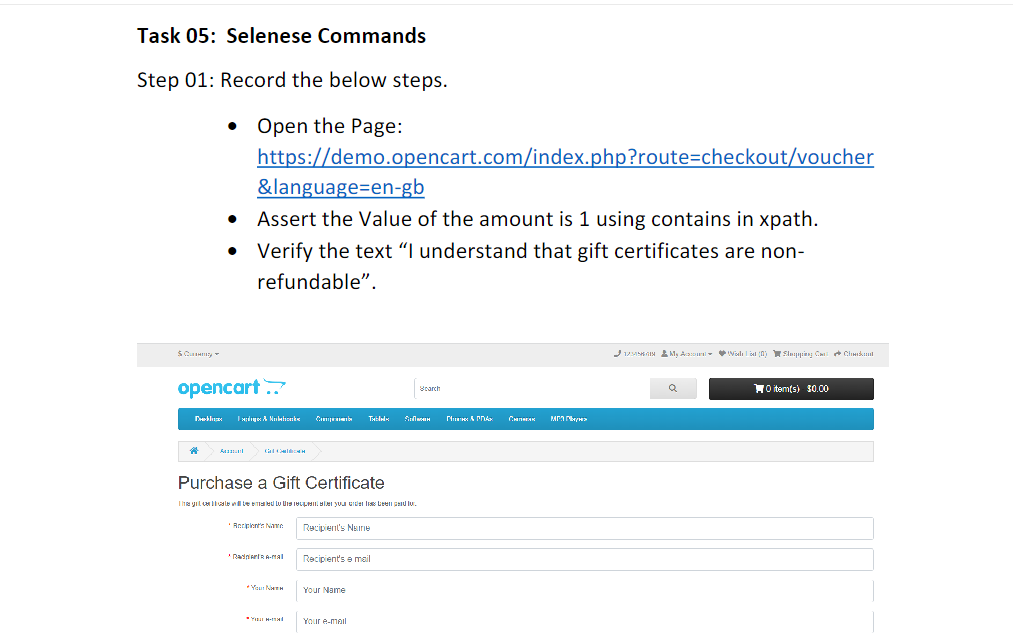 Task 05: Selenese Commands
Step 01: Record the below steps.
• Open the Page:
https://demo.opencart.com/index.php?route=checkout/voucher
&language=en-gb
• Assert the Value of the amount is 1 using contains in xpath.
• Verify the text “I understand that gift certificates are non-
refundable”.
$ Currency 123456789 My Account Wish List (0) Shopping Cart Checkout
opencart Search 0 item(s) $0.00
Desktops Laptops & Notebooks Components Tablets Software Phones & PDAs Cameras MP3 Players
Account Gift Certificate
Purchase a Gift Certificate
This gift certificate will be emailed to the recipient after your order has been paid for.
* Recipient's Name Recipient's Name
* Recipient's e-mail Recipient's e-mail
* Your Name Your Name
* Your e-mail Your e-mail